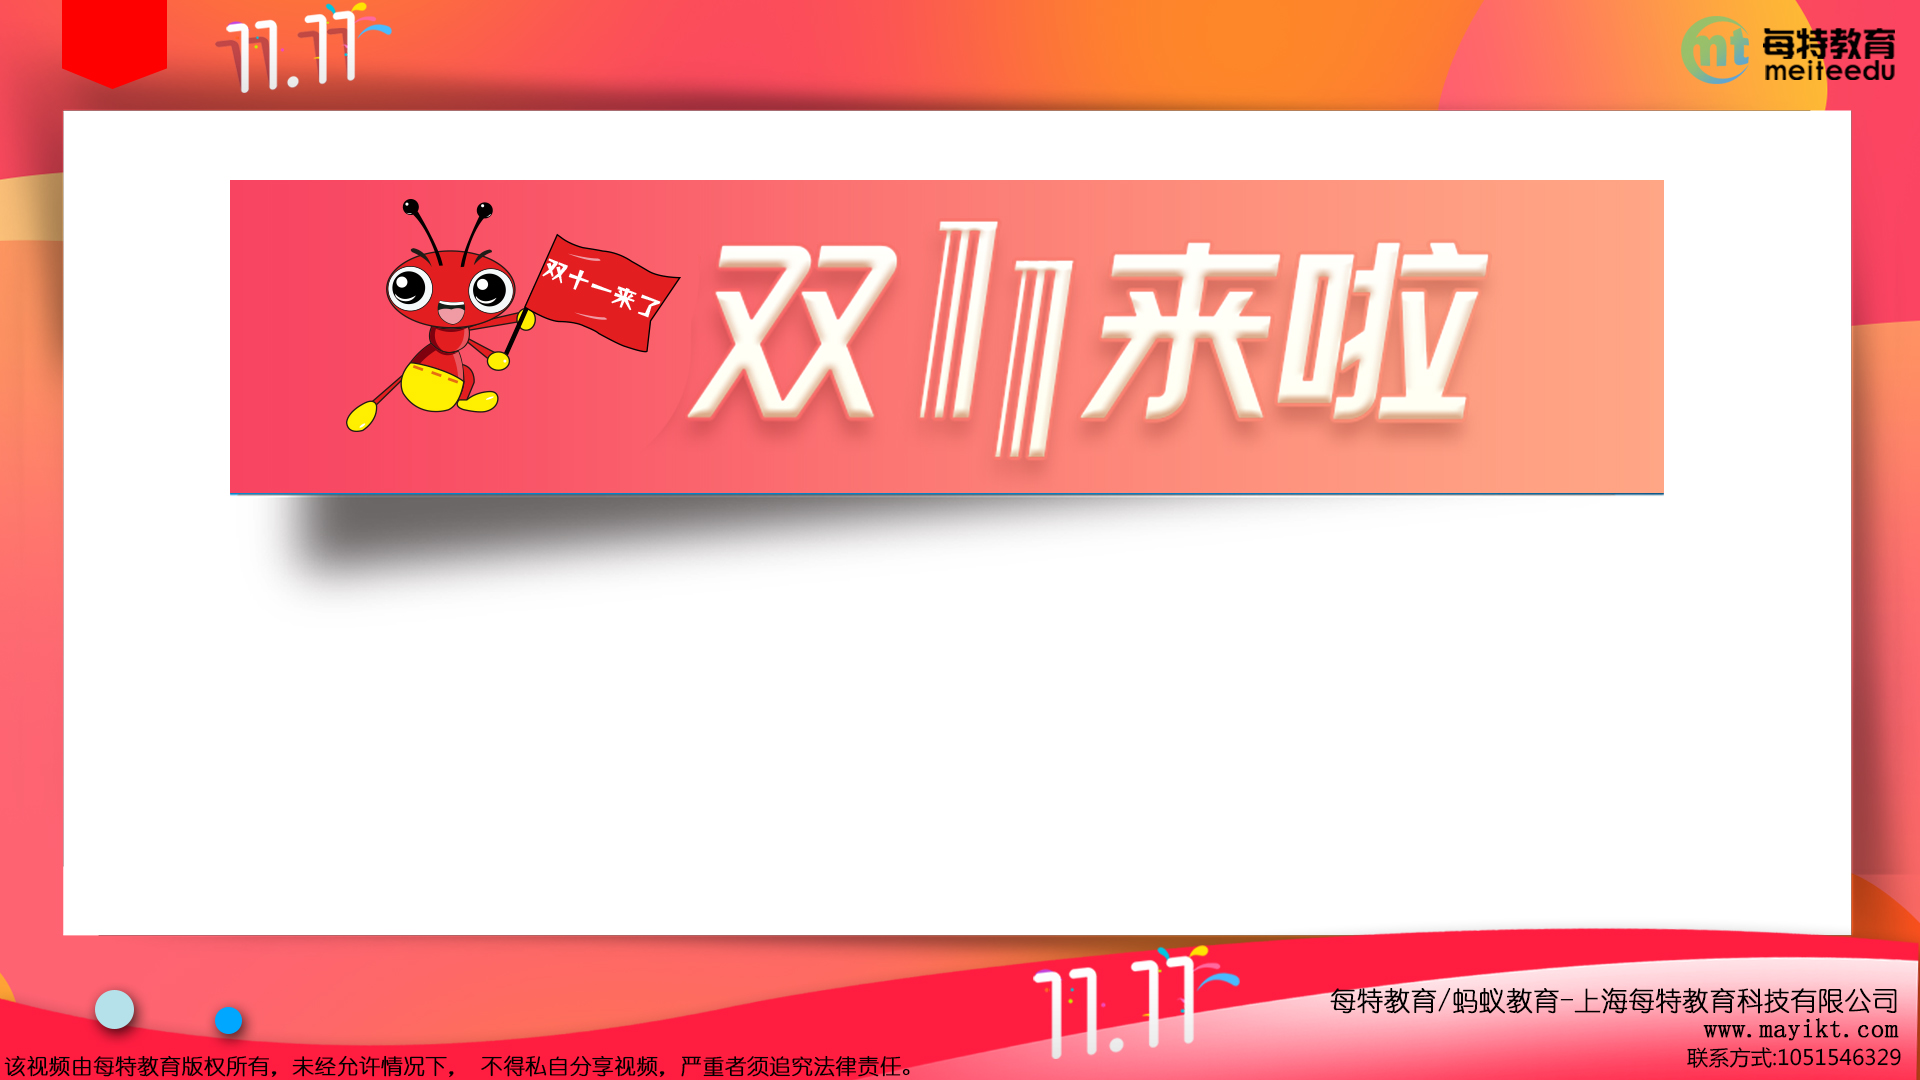 11.11
mt 每特教育
meiteedu
双十一来了
双11来啦
11.11
每特教育/蚂蚁教育-上海每特教育科技有限公司
www.mayikt.com
联系方式:1051546329
该视频由每特教育版权所有，未经允许情况下， 不得私自分享视频，严重者须追究法律责任。